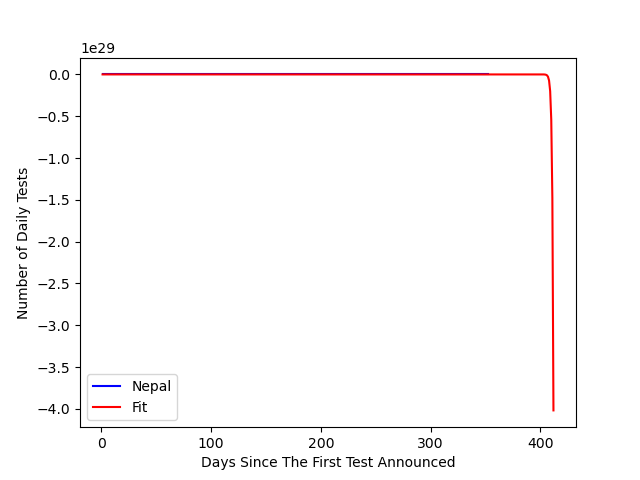 1e29
0.0
−0.5
−1.0
−1.5
−2.0
−2.5
−3.0
−3.5
−4.0
Number of Daily Tests
Nepal
Fit
0 100 200 300 400
Days Since The First Test Announced